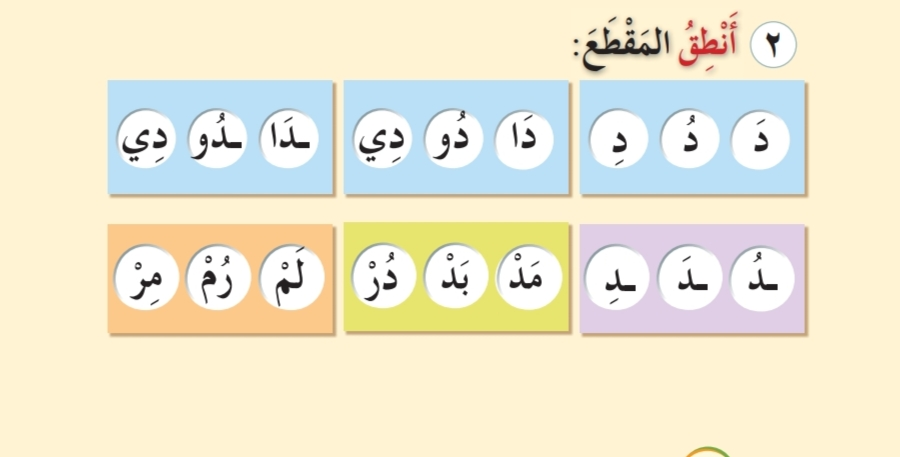 ٢ أَنْطِقُ المَقْطَعَ:
دَ دُ دِ دَا دُو دِي ـدَا ـدُو دِي
ـدُ ـدَ ـدِ مَدْ بَدْ دُرْ لَمْ رُمْ مِرْ